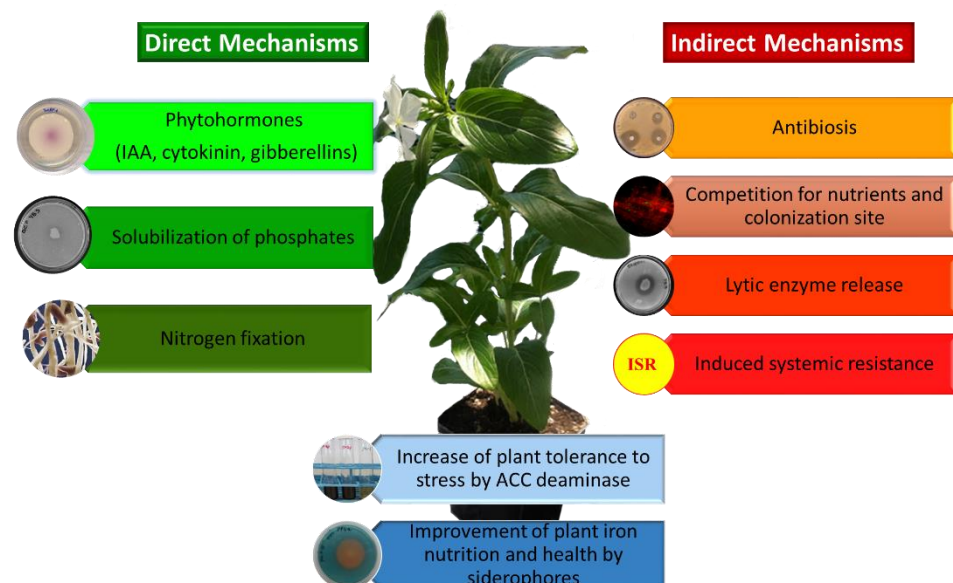 Direct Mechanisms
Phytohormones
(IAA, cytokinin, gibberellins)
Solubilization of phosphates
Nitrogen fixation
Indirect Mechanisms
Antibiosis
Competition for nutrients and
colonization site
Lytic enzyme release
ISR
Induced systemic resistance
Increase of plant tolerance to
stress by ACC deaminase
Improvement of plant iron
nutrition and health by
siderophores